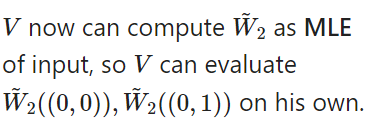 V now can compute W̃₂ as MLE
of input, so V can evaluate
W̃₂((0,0)), W̃₂((0,1)) on his own.